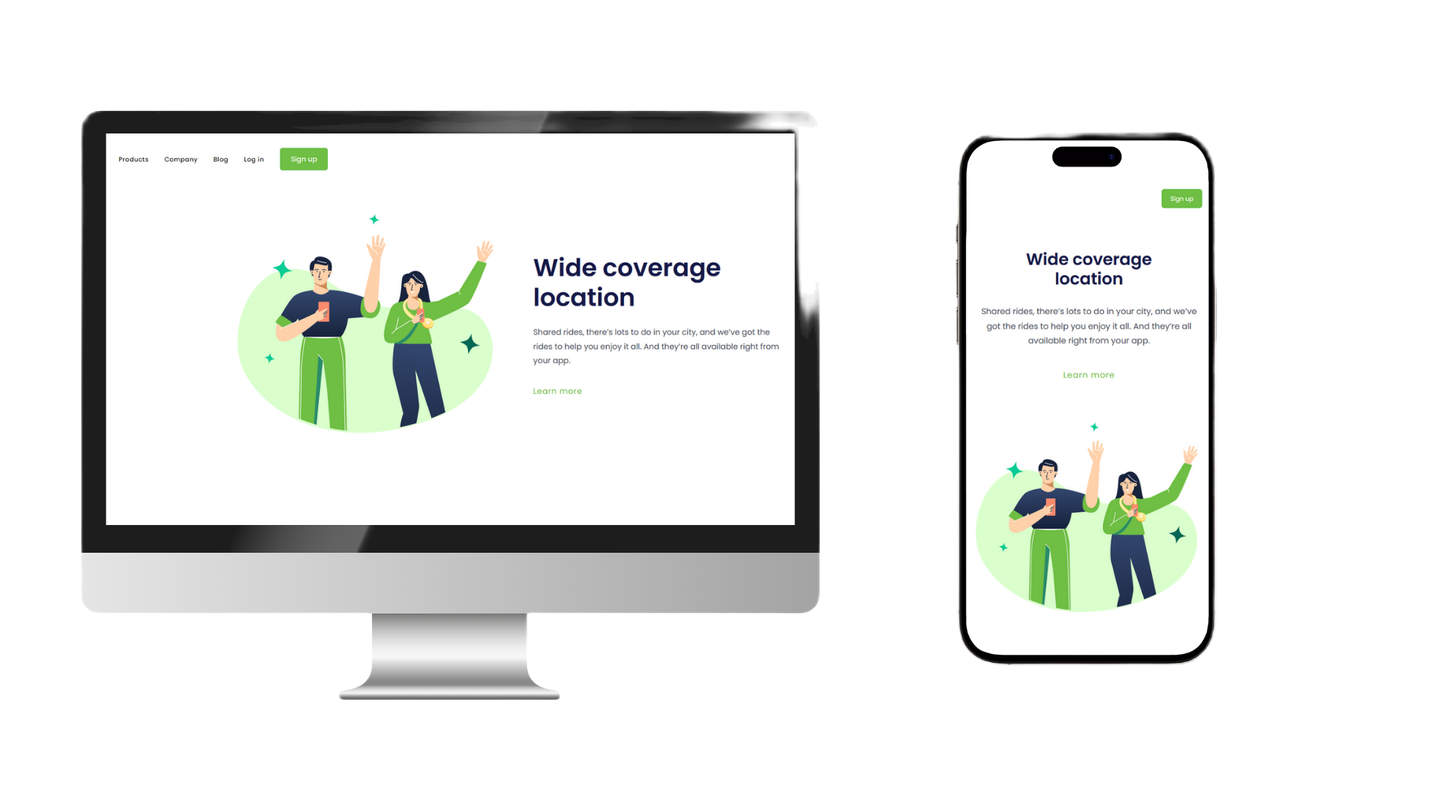 Products Company Blog Log in Sign up
Wide coverage
location
Shared rides, there's lots to do in your city, and we've got the
rides to help you enjoy it all. And they're all available right from
your app.
Learn more
Sign up
Wide coverage
location
Shared rides, there's lots to do in your city, and we've
got the rides to help you enjoy it all. And they're all
available right from your app.
Learn more